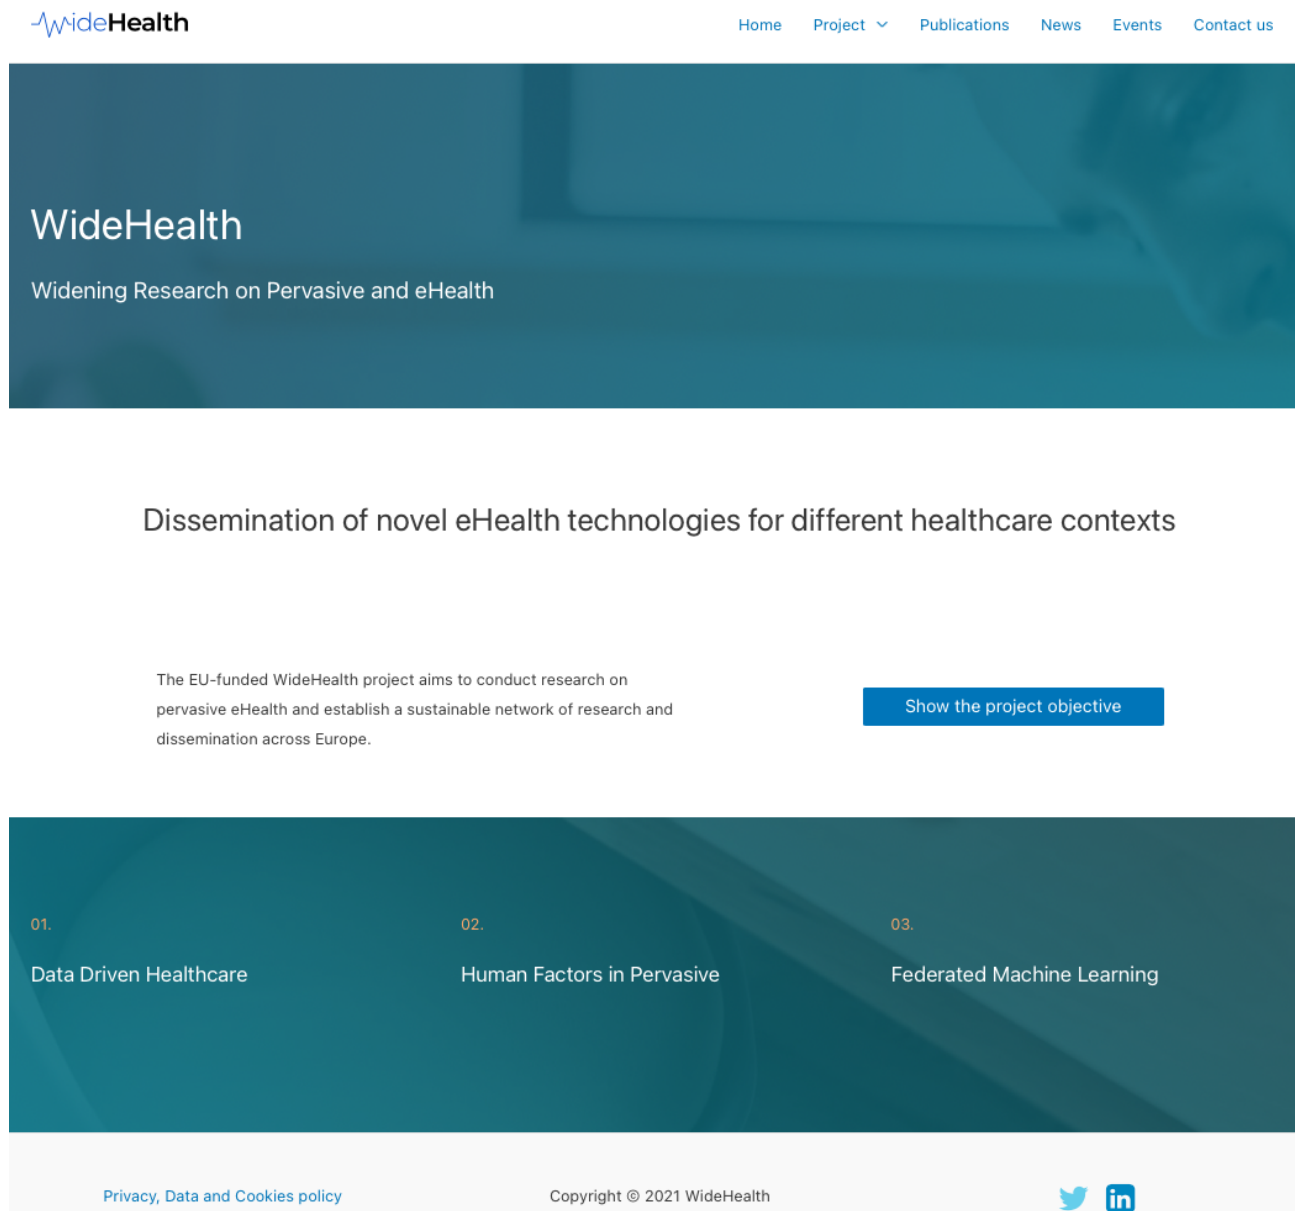 WideHealth
Home Project Publications News Events Contact us
WideHealth
Widening Research on Pervasive and eHealth
Dissemination of novel eHealth technologies for different healthcare contexts
The EU-funded WideHealth project aims to conduct research on
pervasive eHealth and establish a sustainable network of research and
dissemination across Europe.
Show the project objective
01.
Data Driven Healthcare
02.
Human Factors in Pervasive
03.
Federated Machine Learning
Privacy, Data and Cookies policy
Copyright © 2021 WideHealth
in